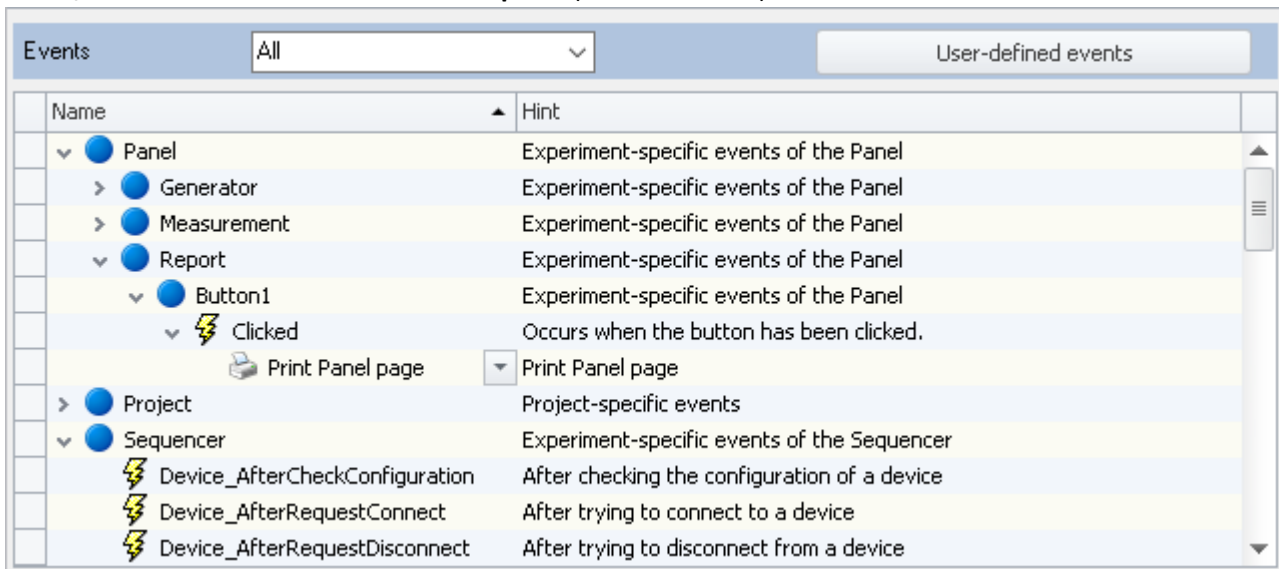 Events All User-defined events
Name Hint
Panel Experiment-specific events of the Panel
Generator Experiment-specific events of the Panel
Measurement Experiment-specific events of the Panel
Report Experiment-specific events of the Panel
Button1 Experiment-specific events of the Panel
Clicked Occurs when the button has been clicked.
Print Panel page Print Panel page
Project Project-specific events
Sequencer Experiment-specific events of the Sequencer
Device_AfterCheckConfiguration After checking the configuration of a device
Device_AfterRequestConnect After trying to connect to a device
Device_AfterRequestDisconnect After trying to disconnect from a device